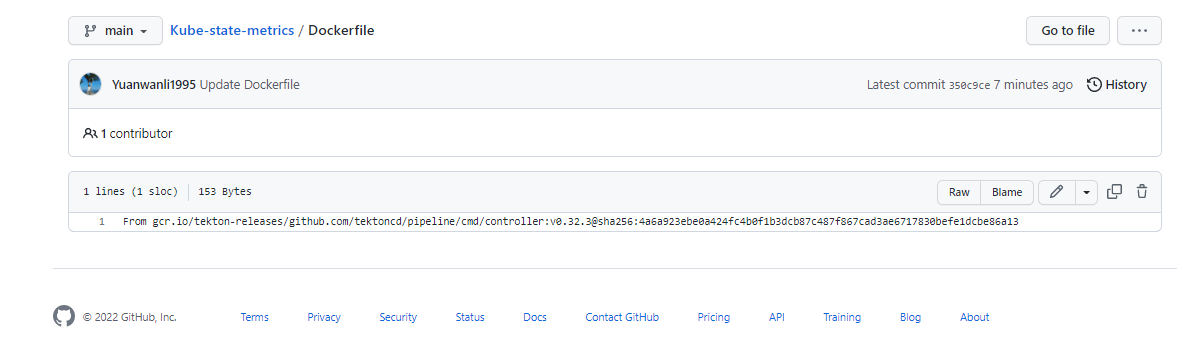 main Kube-state-metrics / Dockerfile Go to file ...
Yuanwanli1995 Update Dockerfile Latest commit 350c9ce 7 minutes ago History
1 contributor
1 lines (1 sloc) 153 Bytes Raw Blame
1 From gcr.io/tekton-releases/github.com/tektoncd/pipeline/cmd/controller:v0.32.3@sha256:4a6a923ebe0a424fc4b0f1b3dcb87c487f867cad3ae6717830befe1dcbe86a13
© 2022 GitHub, Inc. Terms Privacy Security Status Docs Contact GitHub Pricing API Training Blog About